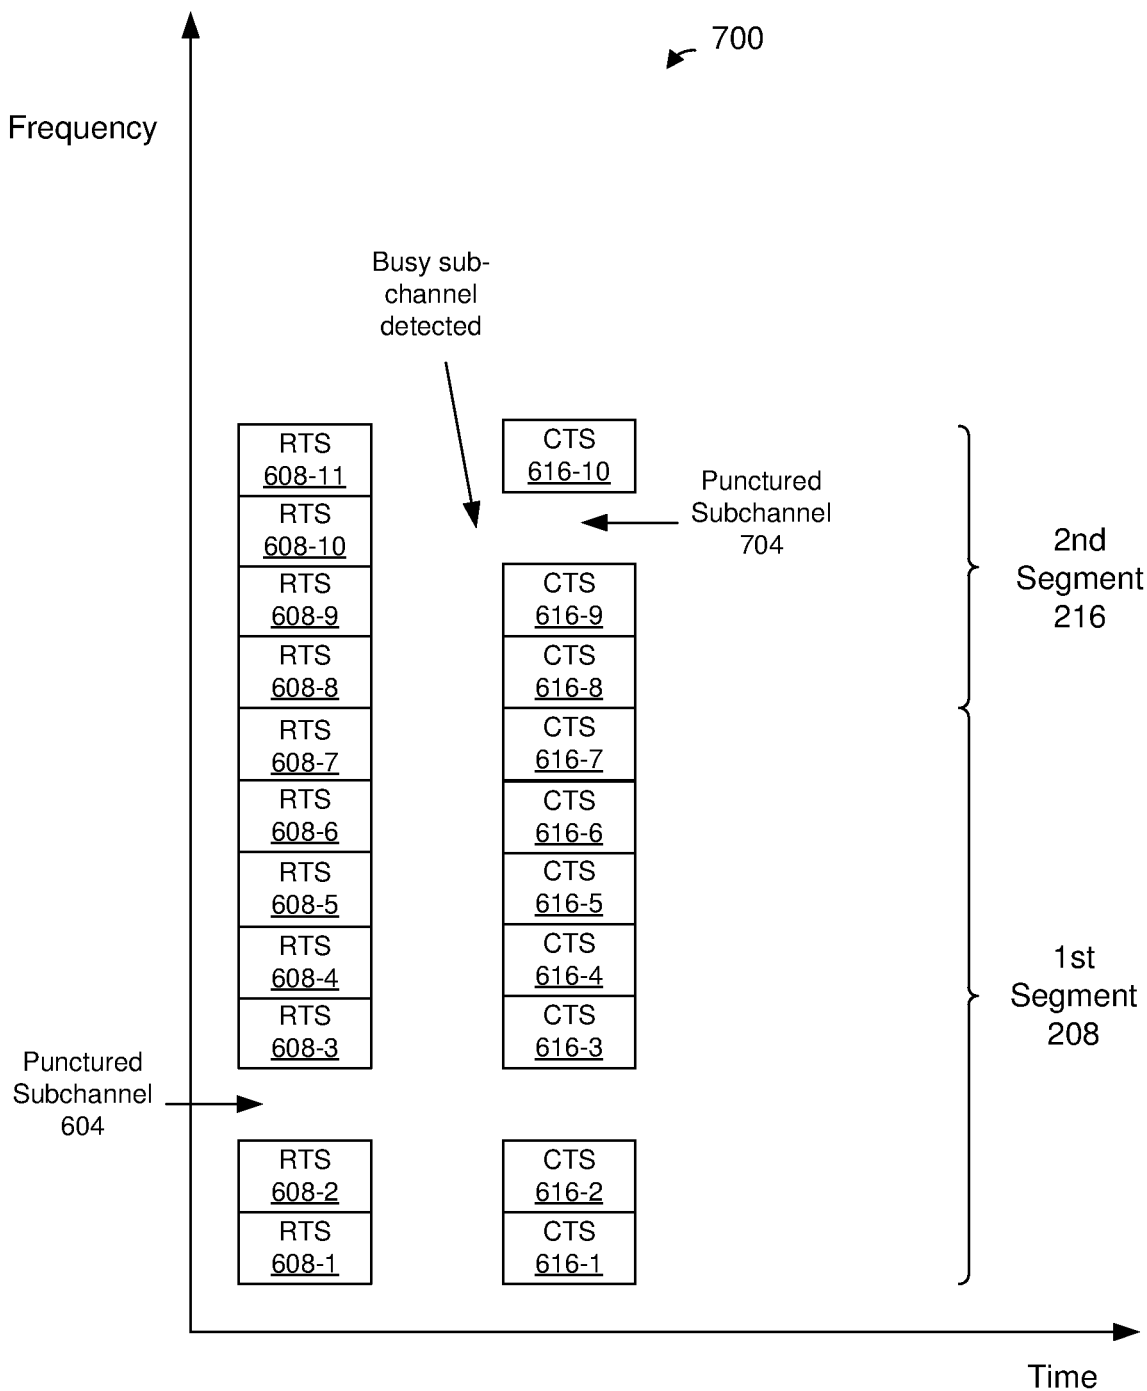 700
Frequency
Busy sub-
channel
detected
RTS
608-11
RTS
608-10
RTS
608-9
RTS
608-8
RTS
608-7
RTS
608-6
RTS
608-5
RTS
608-4
RTS
608-3
Punctured
Subchannel
604
RTS
608-2
RTS
608-1
CTS
616-10
Punctured
Subchannel
704
CTS
616-9
CTS
616-8
CTS
616-7
CTS
616-6
CTS
616-5
CTS
616-4
CTS
616-3
CTS
616-2
CTS
616-1
2nd
Segment
216
1st
Segment
208
Time